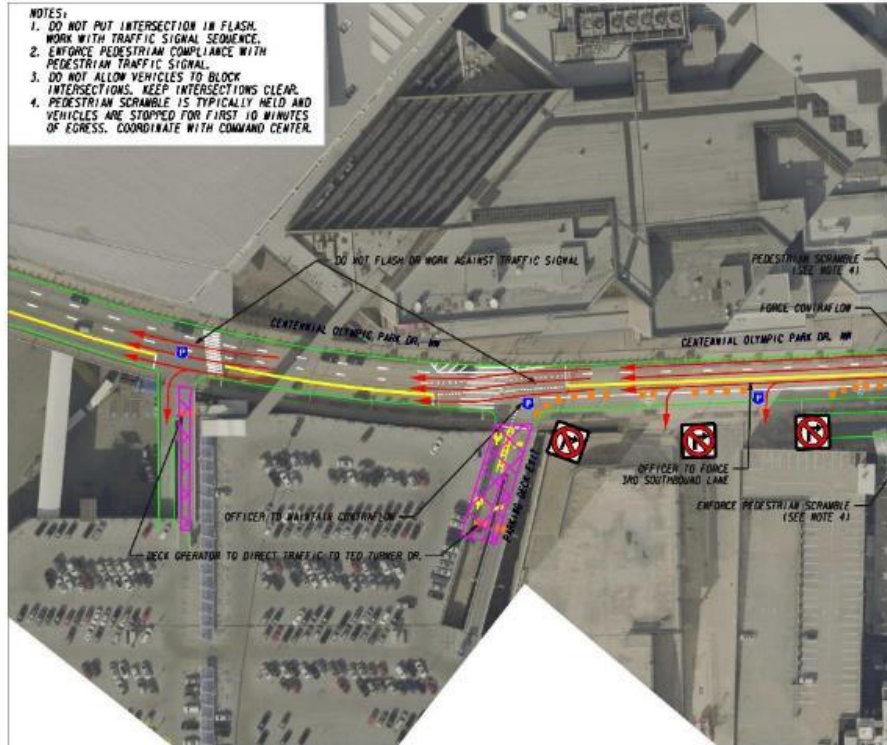 NOTES:
1. DO NOT PUT INTERSECTION IN FLASH.
WORK WITH TRAFFIC SIGNAL SEQUENCE.
2. ENFORCE PEDESTRIAN COMPLIANCE WITH
PEDESTRIAN TRAFFIC SIGNAL.
3. DO NOT ALLOW VEHICLES TO BLOCK
INTERSECTIONS. KEEP INTERSECTIONS CLEAR.
4. PEDESTRIAN SCRAMBLE IS TYPICALLY HELD AND
VEHICLES ARE STOPPED FOR FIRST 10 MINUTES
OF EGRESS. COORDINATE WITH COMMAND CENTER.
DO NOT FLASH OR WORK AGAINST TRAFFIC SIGNAL
PEDESTRIAN SCRAMBLE
(SEE NOTE 4)
FORCE CONTRAFLOW
CENTENNIAL OLYMPIC PARK DR. NW
CENTENNIAL OLYMPIC PARK DR. NW
P
P
P
OFFICER TO FORCE
3RD SOUTHBOUND LANE
PARKING DECK EXIT
OFFICER TO MAINTAIN CONTRAFLOW
ENFORCE PEDESTRIAN SCRAMBLE
(SEE NOTE 4)
DECK OPERATOR TO DIRECT TRAFFIC TO TED TURNER DR.